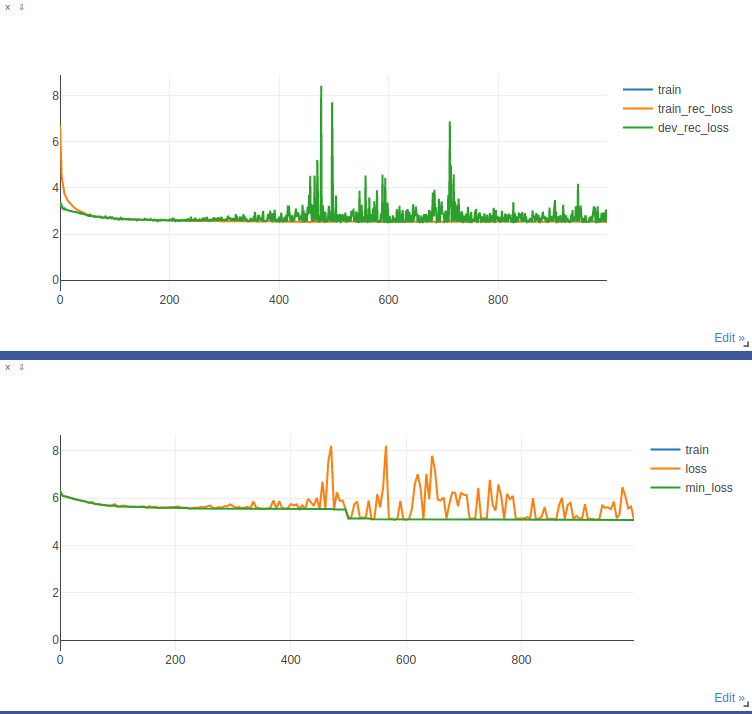 x ⇩
8
6
4
2
0
0 200 400 600 800
train
train_rec_loss
dev_rec_loss
Edit »
x ⇩
8
6
4
2
0
0 200 400 600 800
train
loss
min_loss
Edit »